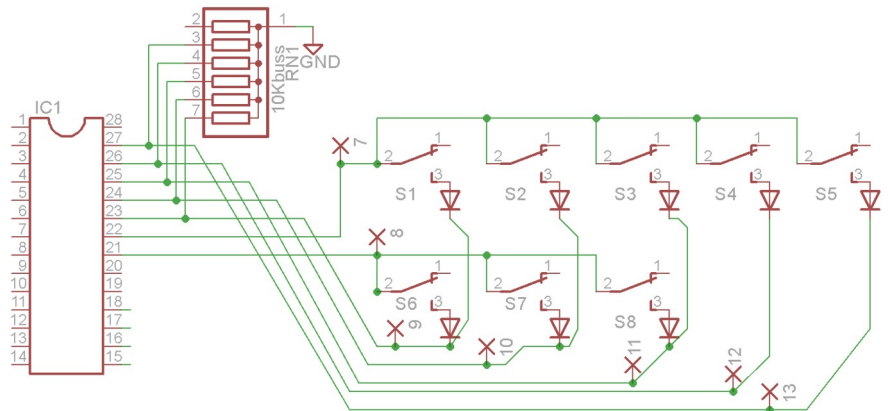 2 1
3
4
5
6
7
10Kbuss
RN1
GND
IC1
1 28
2 27
3 26
4 25
5 24
6 23
7 22
8 21
9 20
10 19
11 18
12 17
13 16
14 15
7
2 1 3 S1
2 1 3 S2
2 1 3 S3
2 1 3 S4
2 1 3 S5
8
2 1 3 S6
2 1 3 S7
2 1 3 S8
9
10
11
12
13